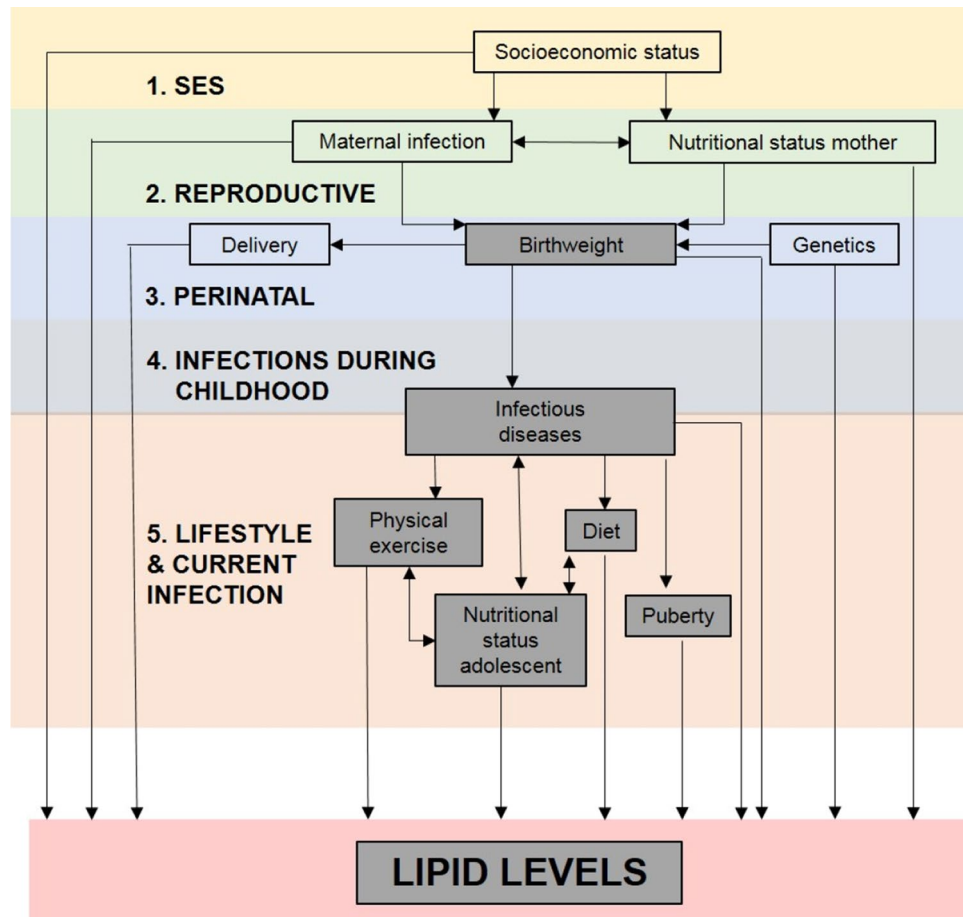 Socioeconomic status
1. SES
Maternal infection
Nutritional status mother
2. REPRODUCTIVE
Delivery
Birthweight
Genetics
3. PERINATAL
4. INFECTIONS DURING
CHILDHOOD
Infectious
diseases
Physical
exercise
Diet
5. LIFESTYLE
& CURRENT
INFECTION
Nutritional
status
adolescent
Puberty
LIPID LEVELS